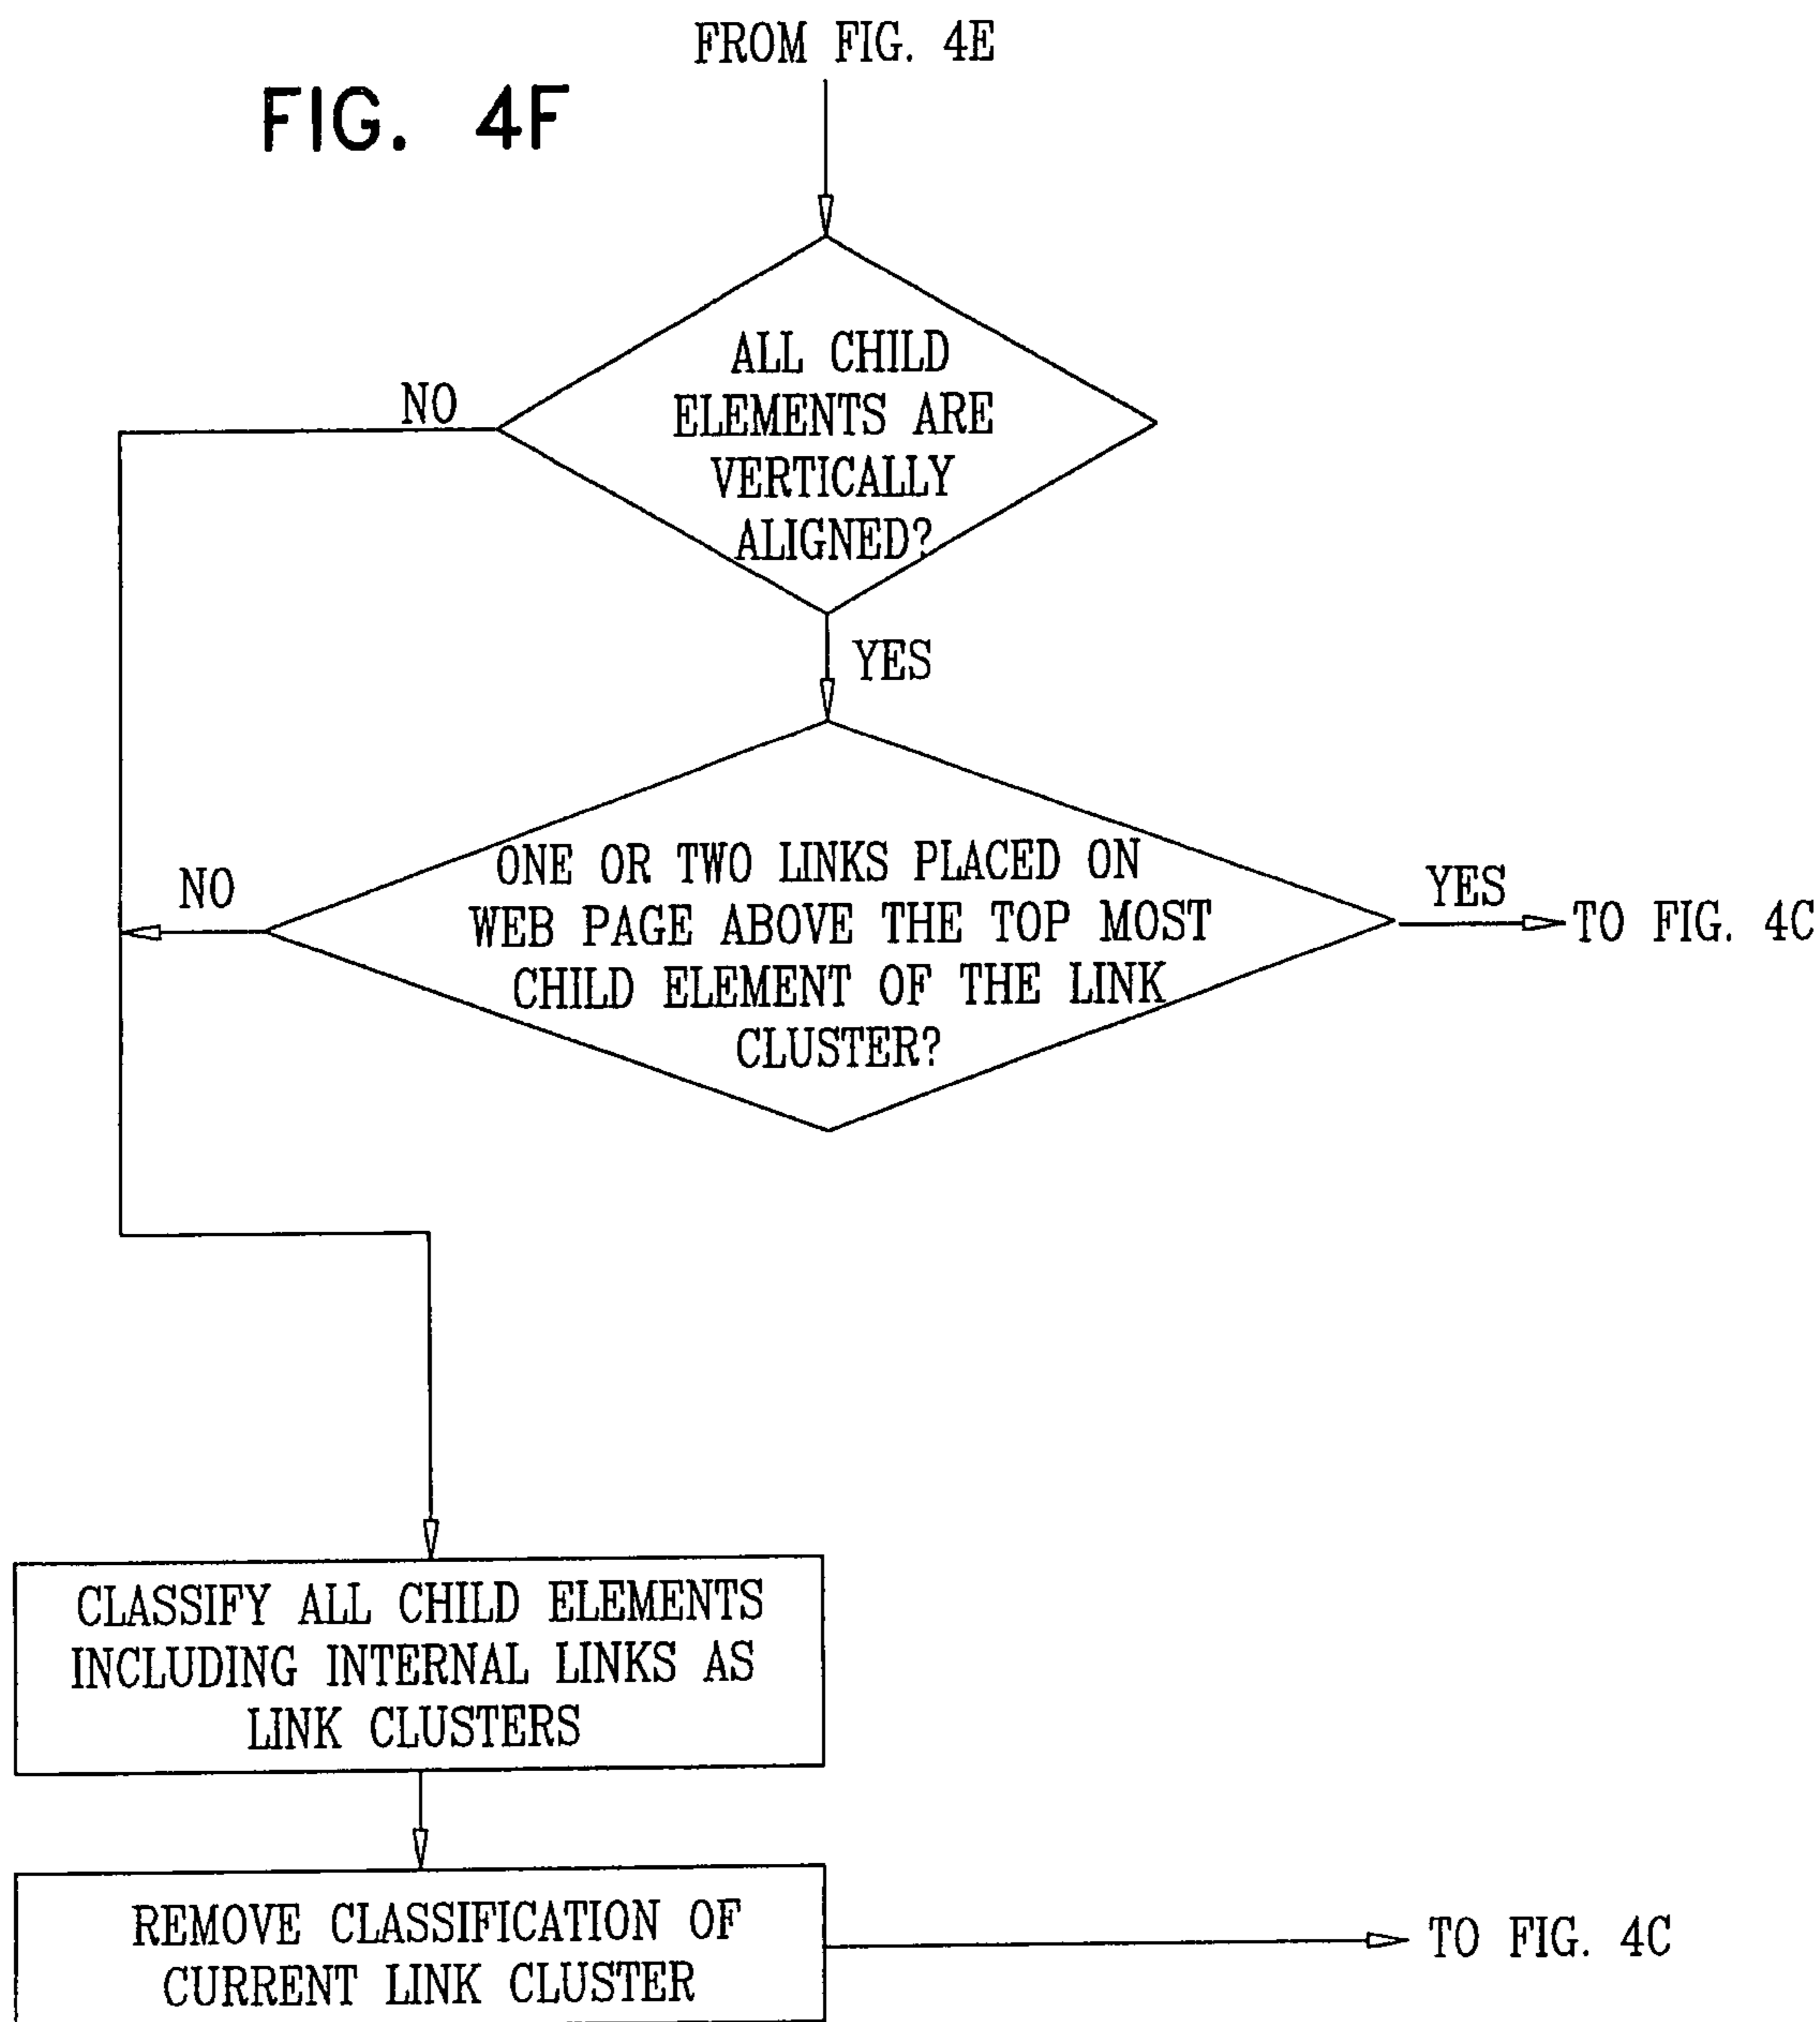 FROM FIG. 4E
FIG. 4F
ALL CHILD
ELEMENTS ARE
VERTICALLY
ALIGNED?
NO
YES
ONE OR TWO LINKS PLACED ON
WEB PAGE ABOVE THE TOP MOST
CHILD ELEMENT OF THE LINK
CLUSTER?
NO
YES
TO FIG. 4C
CLASSIFY ALL CHILD ELEMENTS
INCLUDING INTERNAL LINKS AS
LINK CLUSTERS
REMOVE CLASSIFICATION OF
CURRENT LINK CLUSTER
TO FIG. 4C